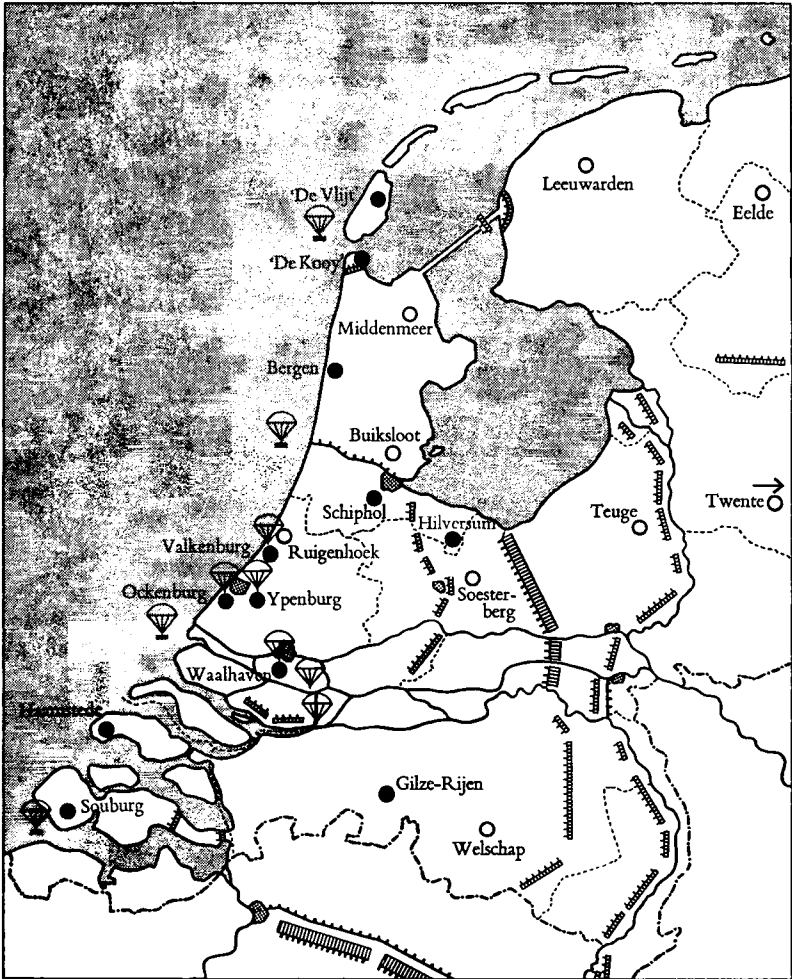 Leeuwarden
'De Vlijt'
Eelde
'De Kooy'
Middenmeer
Bergen
Buiksloot
Schiphol
Hilversum
Teuge
Twente
Valkenburg
Ruigenhoek
Ockenburg
Ypenburg
Soester-
berg
Waalhaven
Haamstede
Souburg
Gilze-Rijen
Welschap